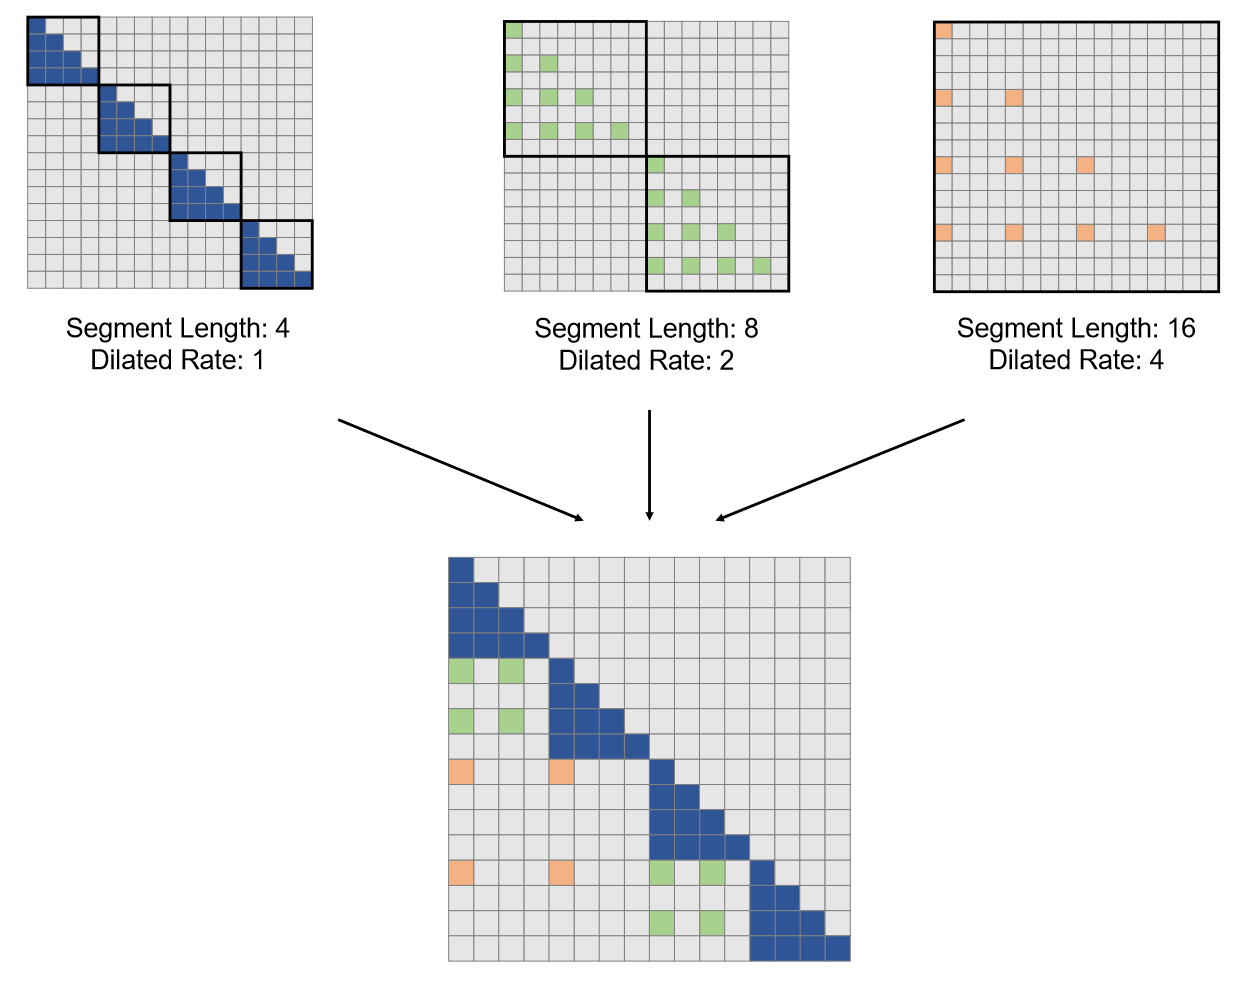 Segment Length: 4
Dilated Rate: 1
Segment Length: 8
Dilated Rate: 2
Segment Length: 16
Dilated Rate: 4